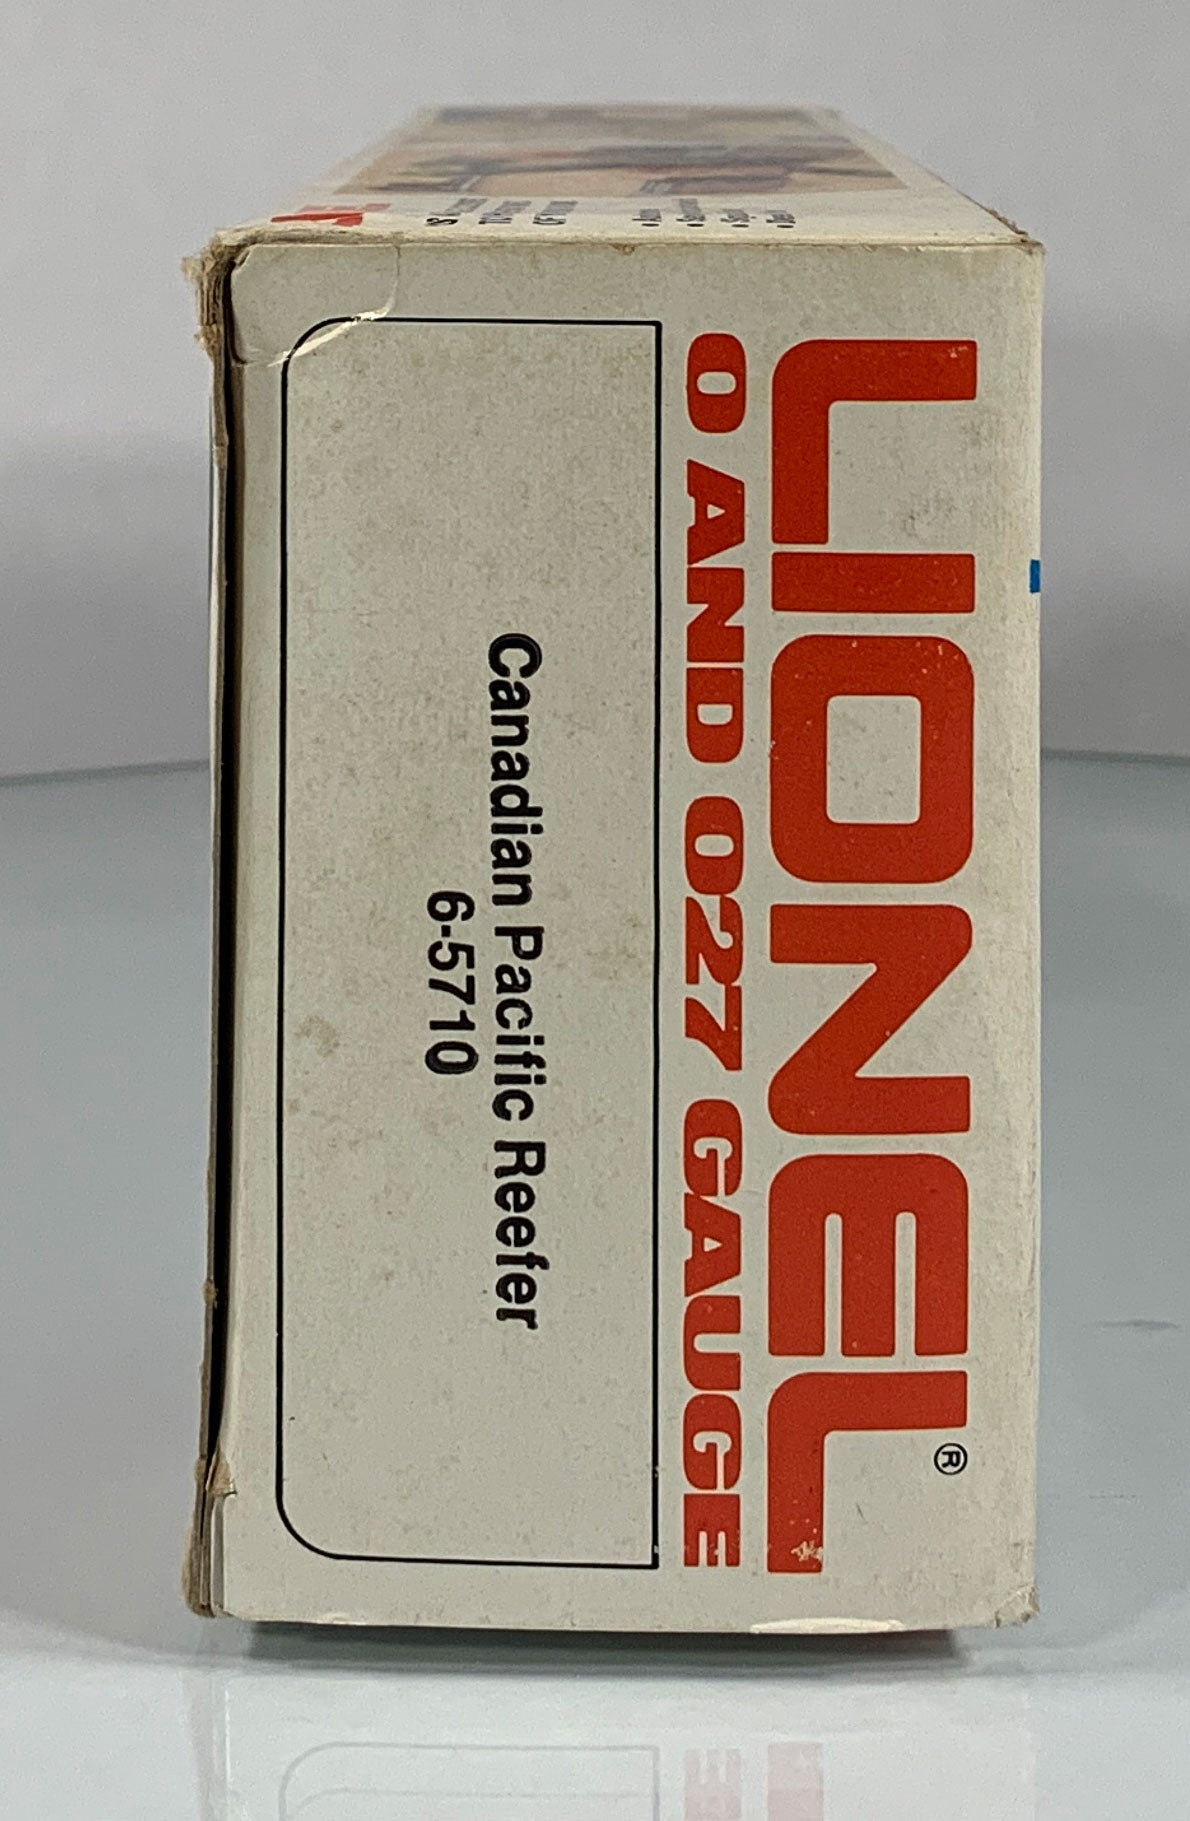 LIONEL®
O AND O27 GAUGE
Canadian Pacific Reefer
6-5710